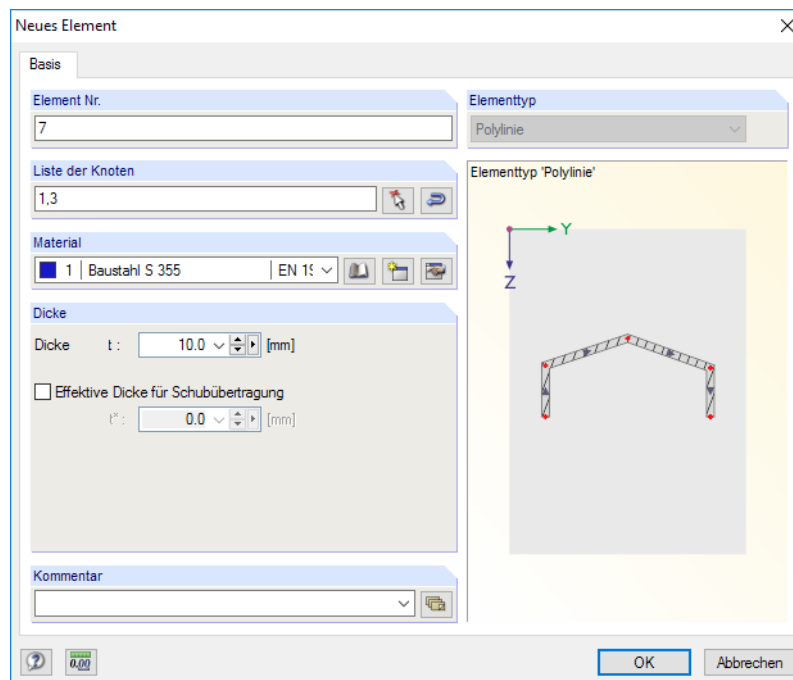 Neues Element
Basis
Element Nr.
7
Elementtyp
Polylinie
Liste der Knoten
1,3
Elementtyp 'Polylinie'
Y
Z
Material
1 Baustahl S 355 EN
Dicke
Dicke t : 10.0 [mm]
Effektive Dicke für Schubübertragung
t* : 0.0 [mm]
Kommentar
0.00
OK
Abbrechen